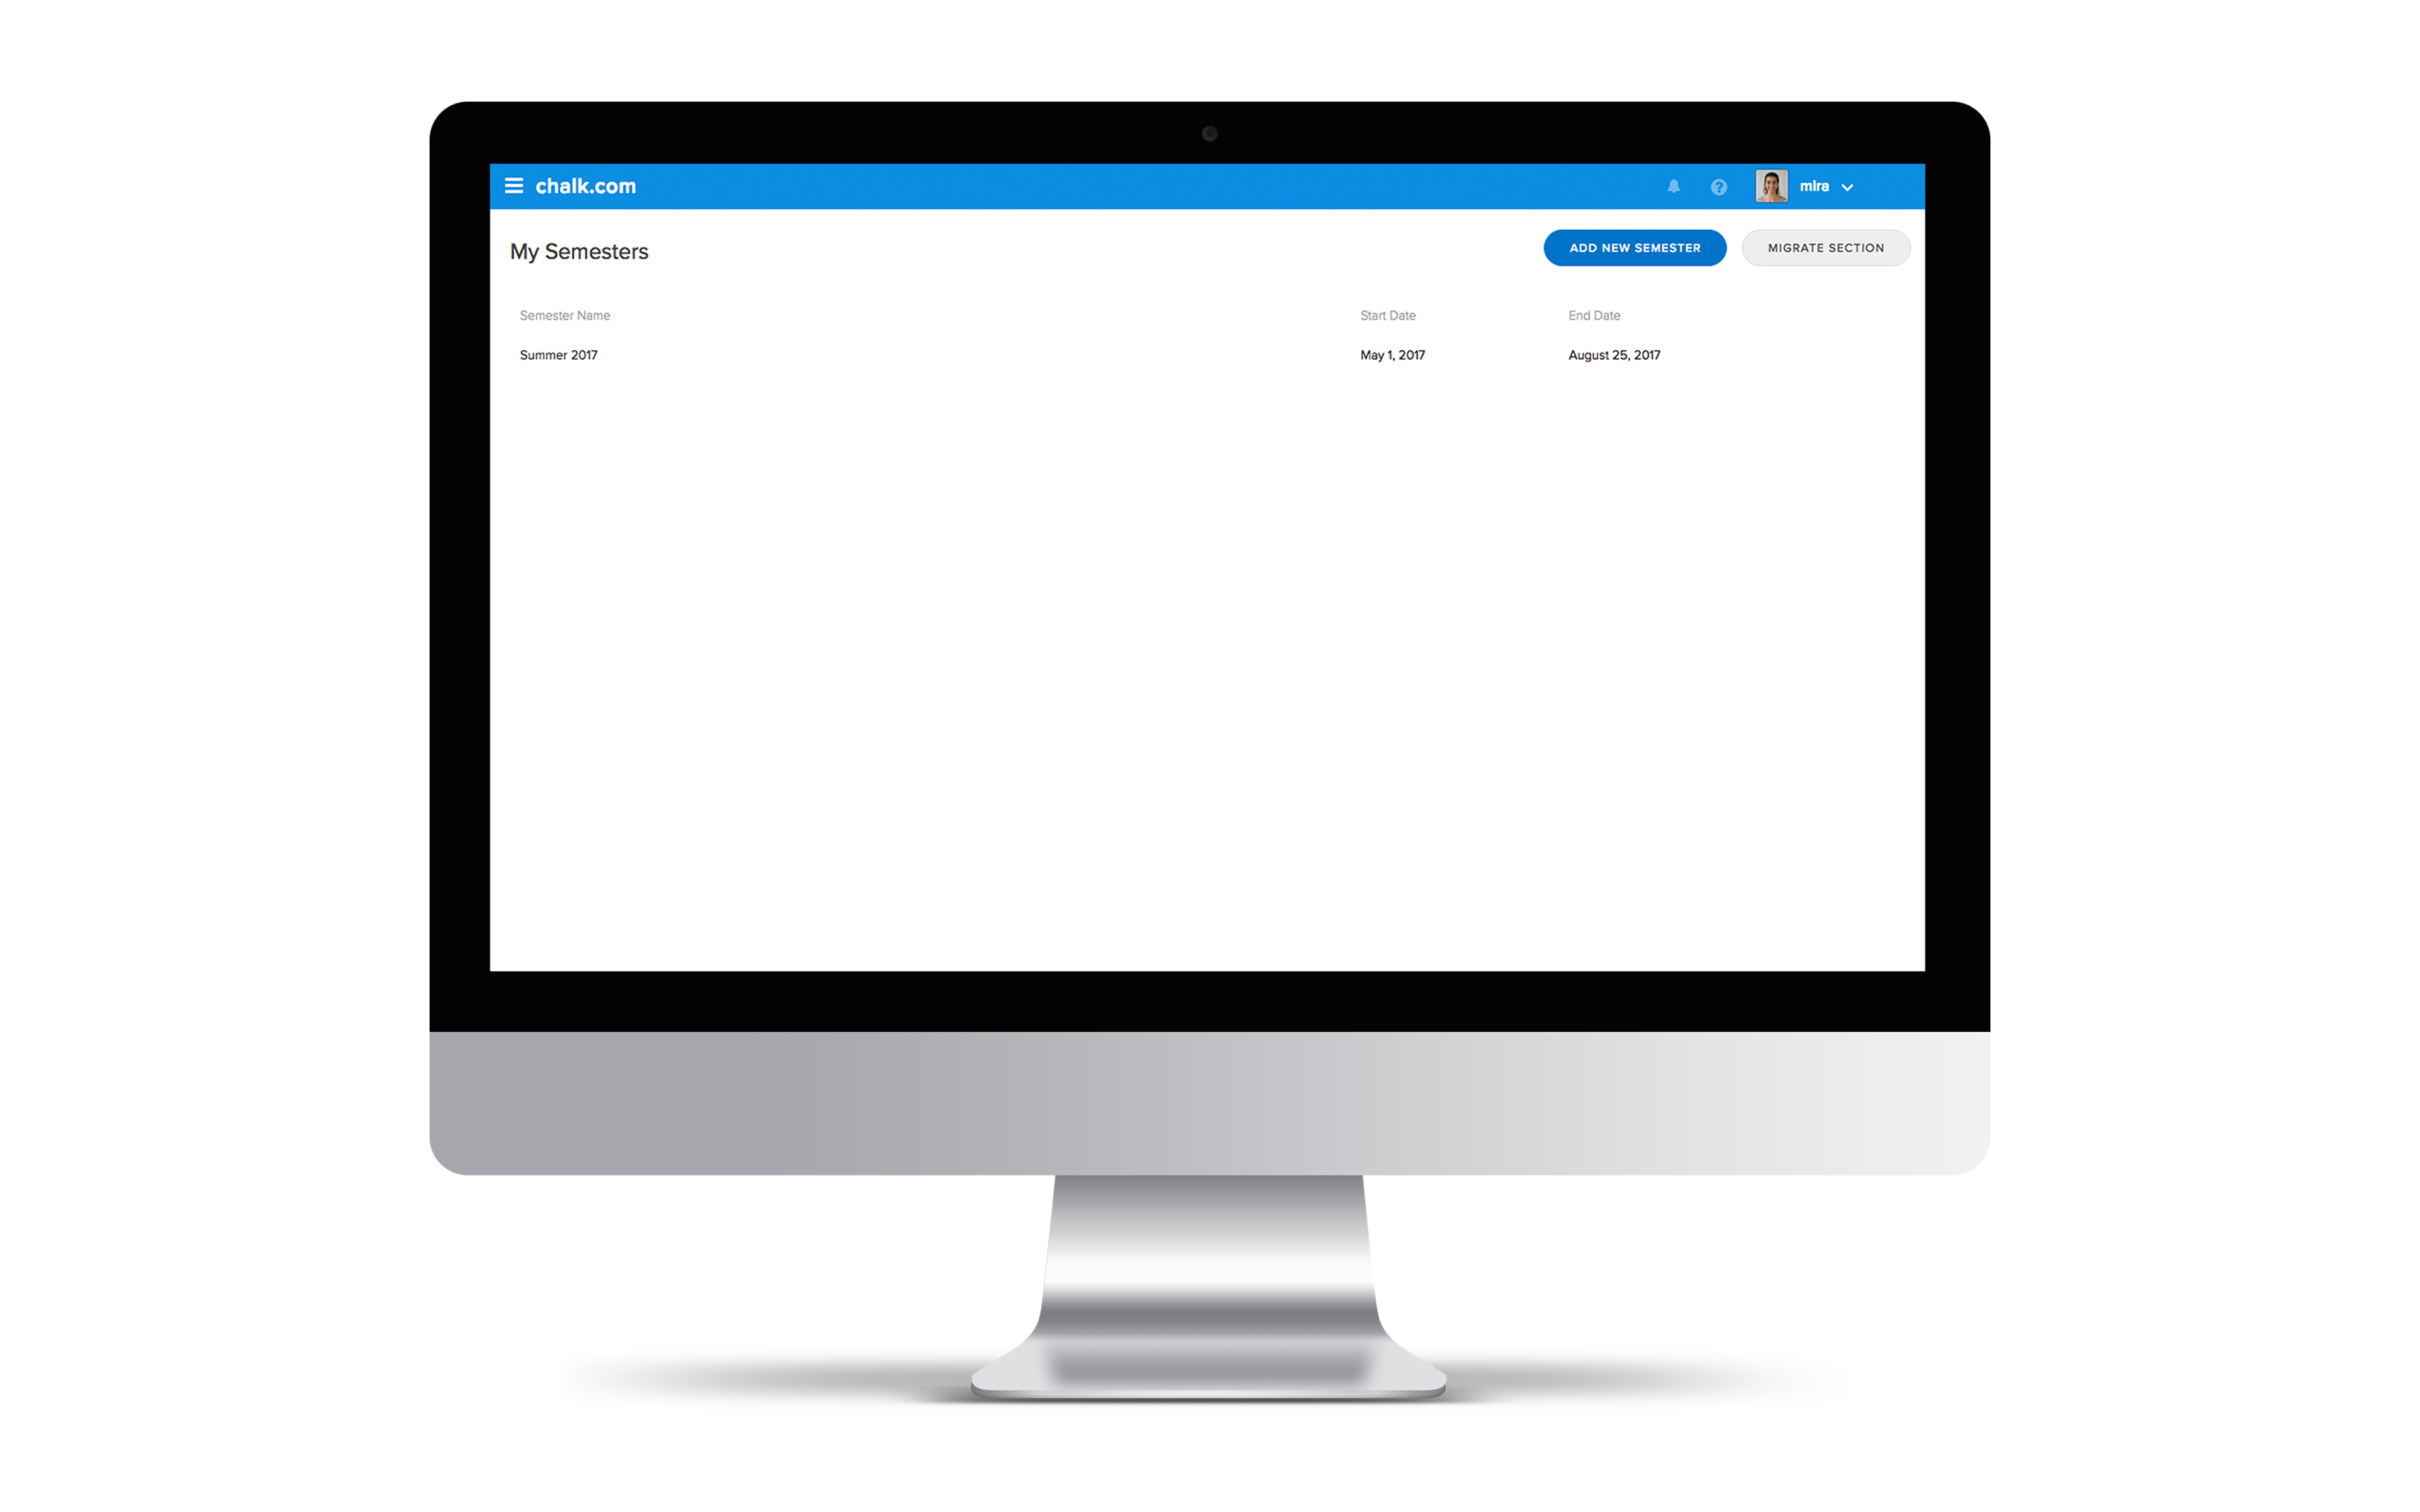 chalk.com
mira
My Semesters
ADD NEW SEMESTER
MIGRATE SECTION
Semester Name
Start Date
End Date
Summer 2017
May 1, 2017
August 25, 2017